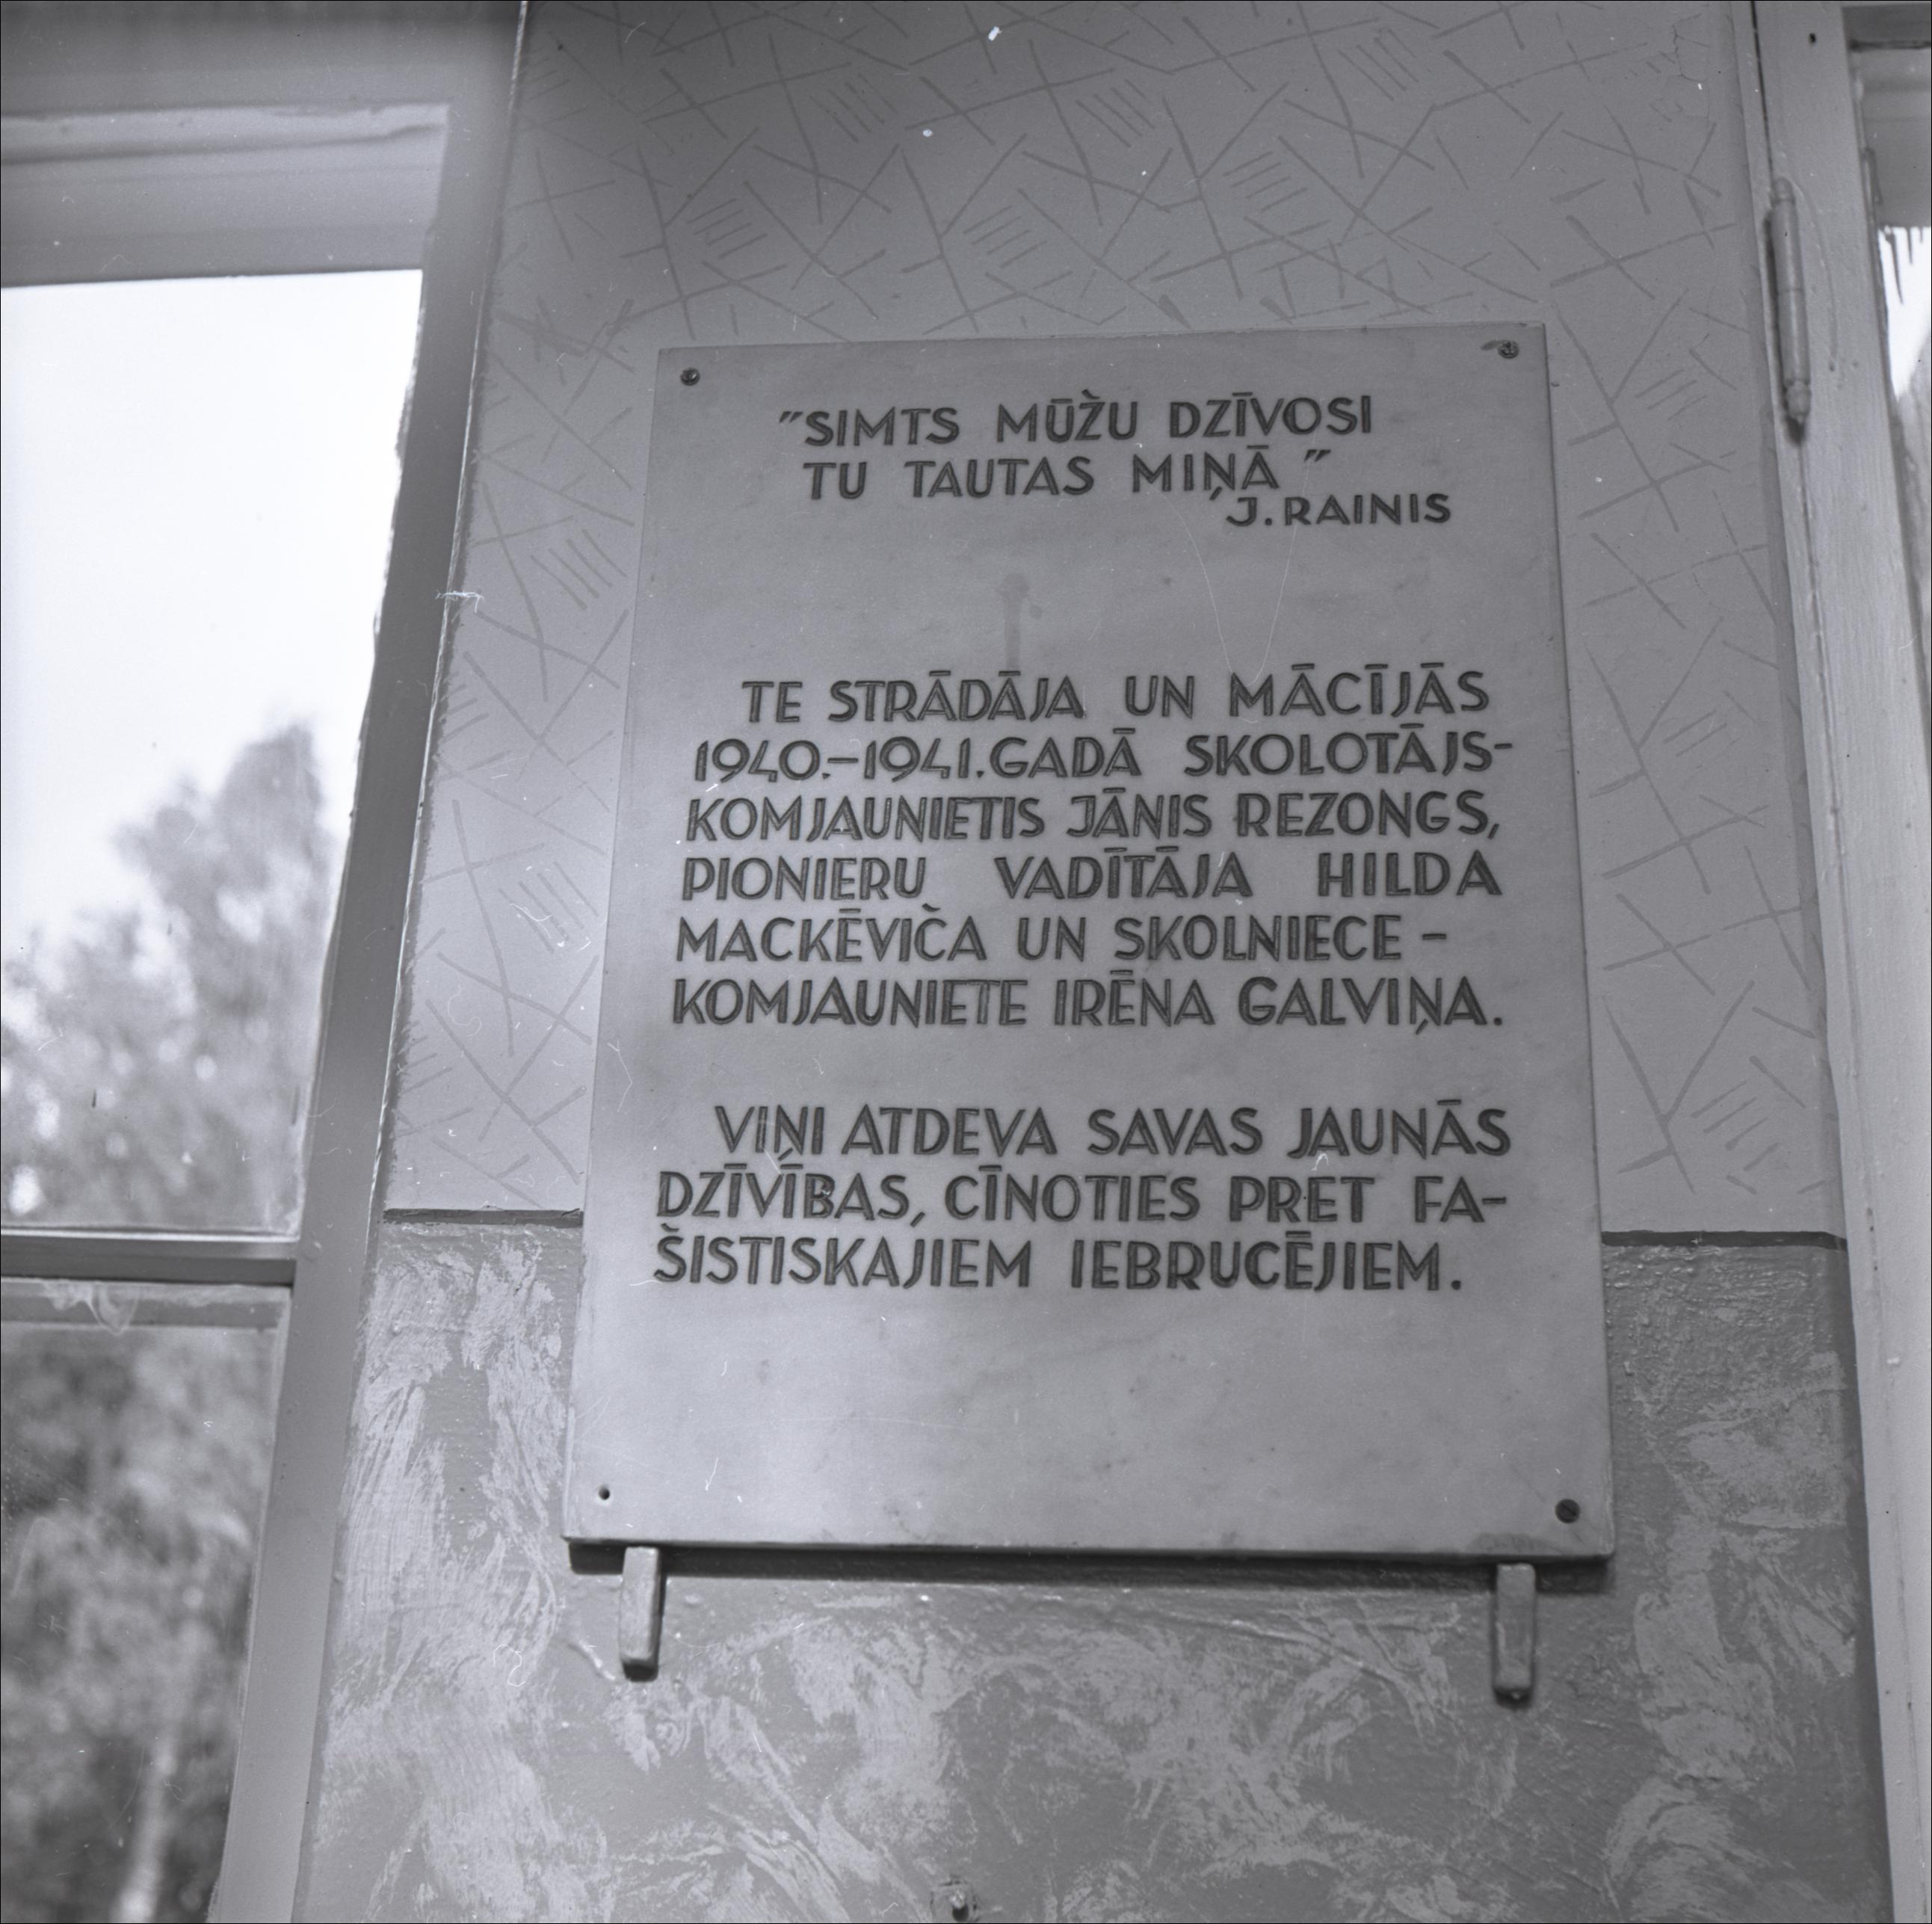 "SIMTS MŪŽU DZĪVOSI
TU TAUTAS MIŅĀ"
J. RAINIS
TE STRĀDĀJA UN MĀCĪJĀS
1940.–1941. GADĀ SKOLOTĀJS-
KOMJAUNIETIS JĀNIS REZONGS,
PIONIERU VADĪTĀJA HILDA
MACKĒVIČA UN SKOLNIECE –
KOMJAUNIETE IRĒNA GALVIŅA.
VIŅI ATDEVA SAVAS JAUNĀS
DZĪVĪBAS, CĪNOTIES PRET FA-
ŠISTISKAJIEM IEBRUCĒJIEM.